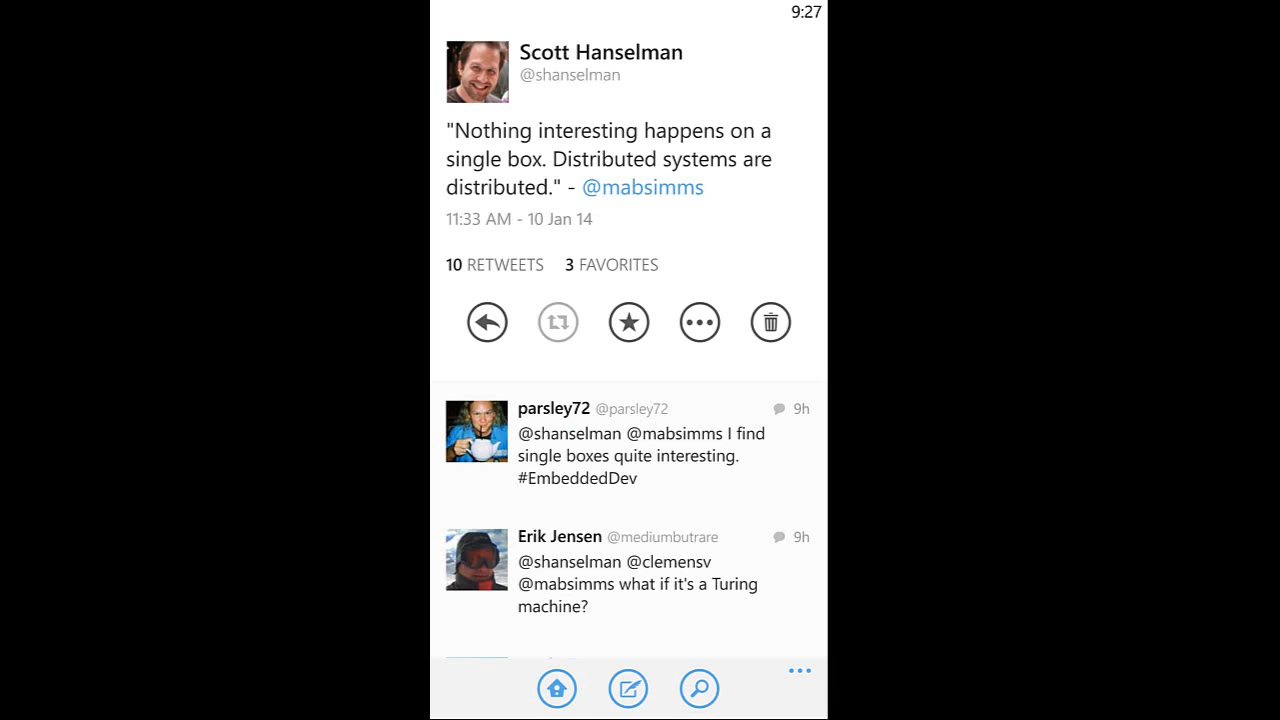 9:27
Scott Hanselman
@shanselman
"Nothing interesting happens on a
single box. Distributed systems are
distributed." - @mabsimms
11:33 AM - 10 Jan 14
10 RETWEETS 3 FAVORITES
parsley72 @parsley72 9h
@shanselman @mabsimms I find
single boxes quite interesting.
#EmbeddedDev
Erik Jensen @mediumbutrare 9h
@shanselman @clemensv
@mabsimms what if it's a Turing
machine?